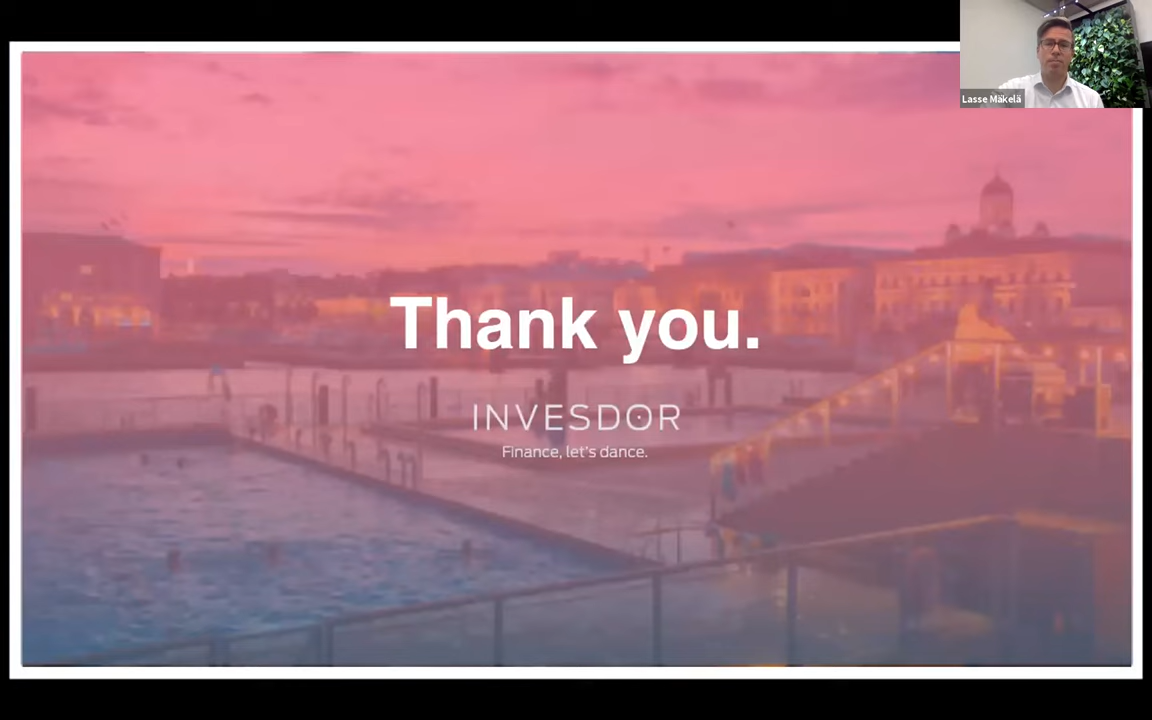 Lasse Mäkelä
Thank you.
INVESDOR
Finance, let's dance.